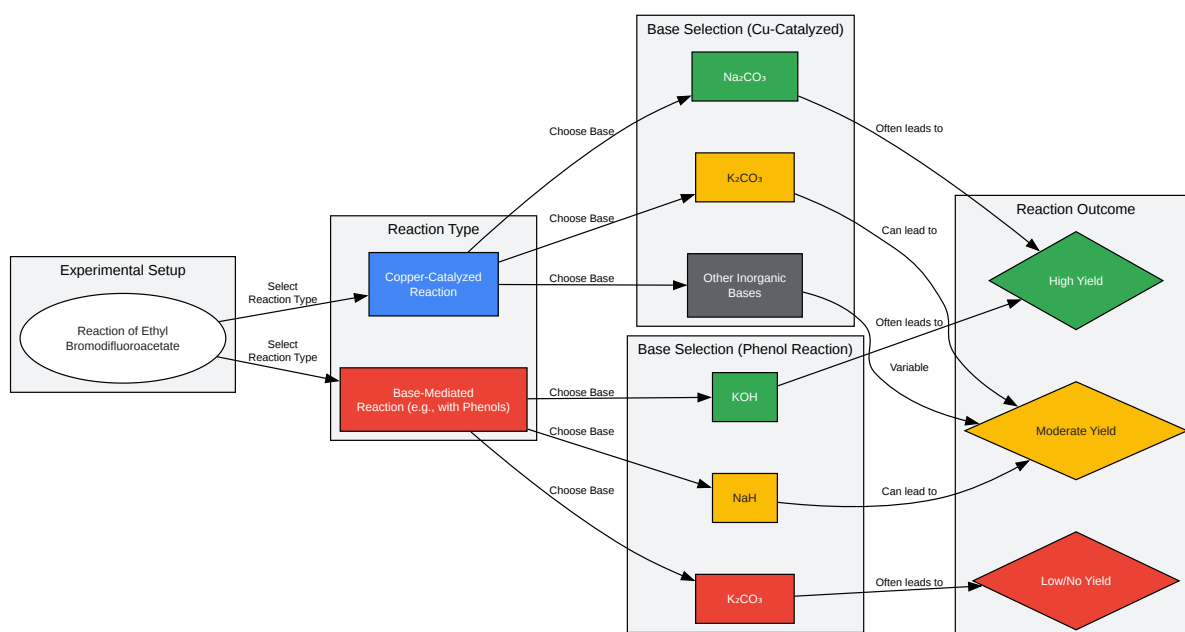 Experimental Setup
Reaction of Ethyl
Bromodifluoroacetate
Select
Reaction Type
Select
Reaction Type
Reaction Type
Copper-Catalyzed
Reaction
Base-Mediated
Reaction (e.g., with Phenols)
Choose Base
Choose Base
Choose Base
Choose Base
Choose Base
Choose Base
Base Selection (Cu-Catalyzed)
Na₂CO₃
K₂CO₃
Other Inorganic
Bases
Base Selection (Phenol Reaction)
KOH
NaH
K₂CO₃
Often leads to
Can lead to
Often leads to
Variable
Can lead to
Often leads to
Reaction Outcome
High Yield
Moderate Yield
Low/No Yield